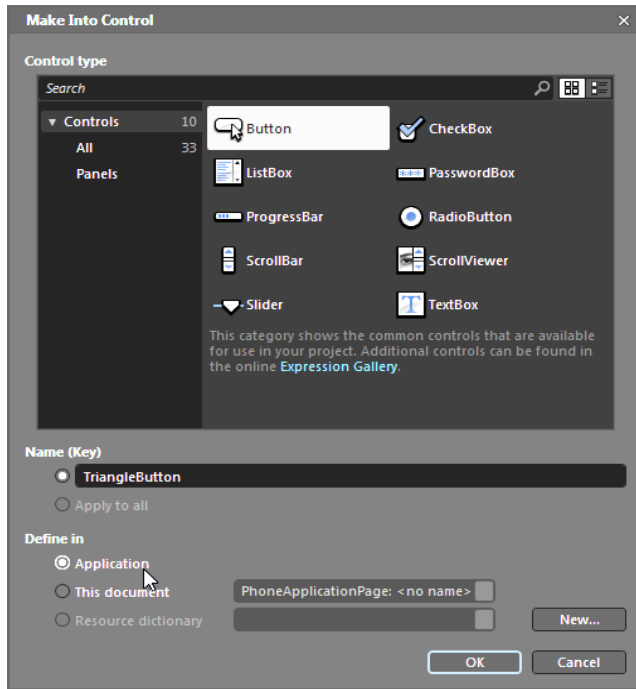 Make Into Control
Control type
Search
Controls 10
All 33
Panels
Button
CheckBox
ListBox
PasswordBox
ProgressBar
RadioButton
ScrollBar
ScrollViewer
Slider
TextBox
This category shows the common controls that are available
for use in your project. Additional controls can be found in
the online Expression Gallery.
Name (Key)
TriangleButton
Apply to all
Define in
Application
This document
PhoneApplicationPage: <no name>
Resource dictionary
New...
OK
Cancel